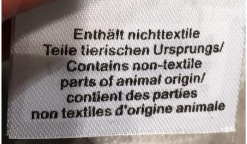 Enthält nichttextile
Teile tierischen Ursprungs/
Contains non-textile
parts of animal origin/
contient des parties
non textiles d'origine animale